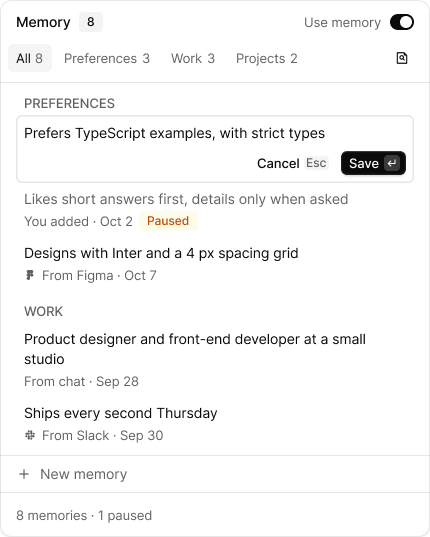 Memory 8 Use memory
All 8 Preferences 3 Work 3 Projects 2
PREFERENCES
Prefers TypeScript examples, with strict types
Cancel Esc Save ↵
Likes short answers first, details only when asked
You added · Oct 2 Paused
Designs with Inter and a 4 px spacing grid
From Figma · Oct 7
WORK
Product designer and front-end developer at a small
studio
From chat · Sep 28
Ships every second Thursday
From Slack · Sep 30
+ New memory
8 memories · 1 paused